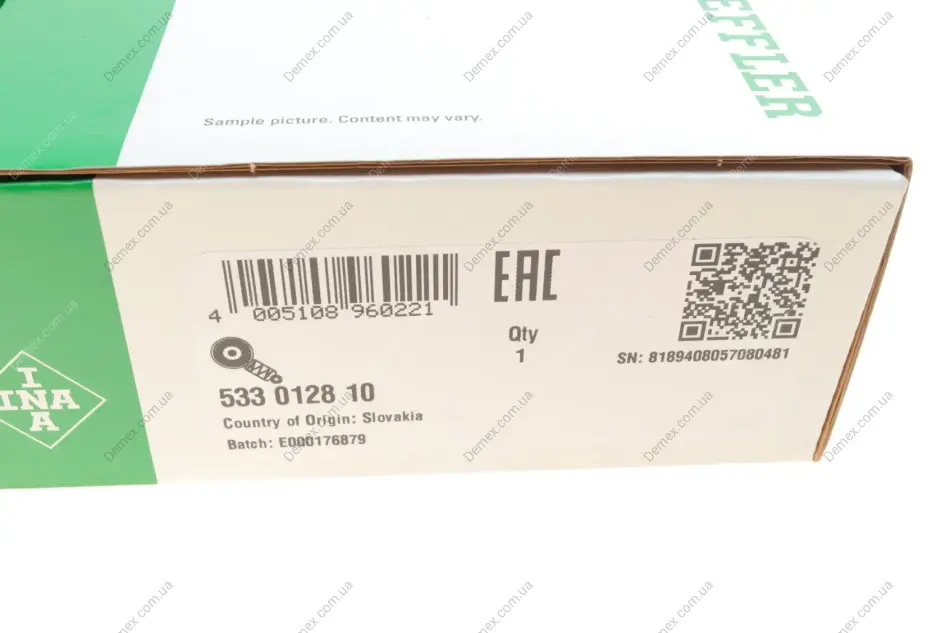 EFFLER
Sample picture. Content may vary.
4 005108 960221
EAC
Qty
1
SN: 8189408057080481
533 0128 10
Country of Origin: Slovakia
Batch: E000176879
INA
INA
Demex.com.ua